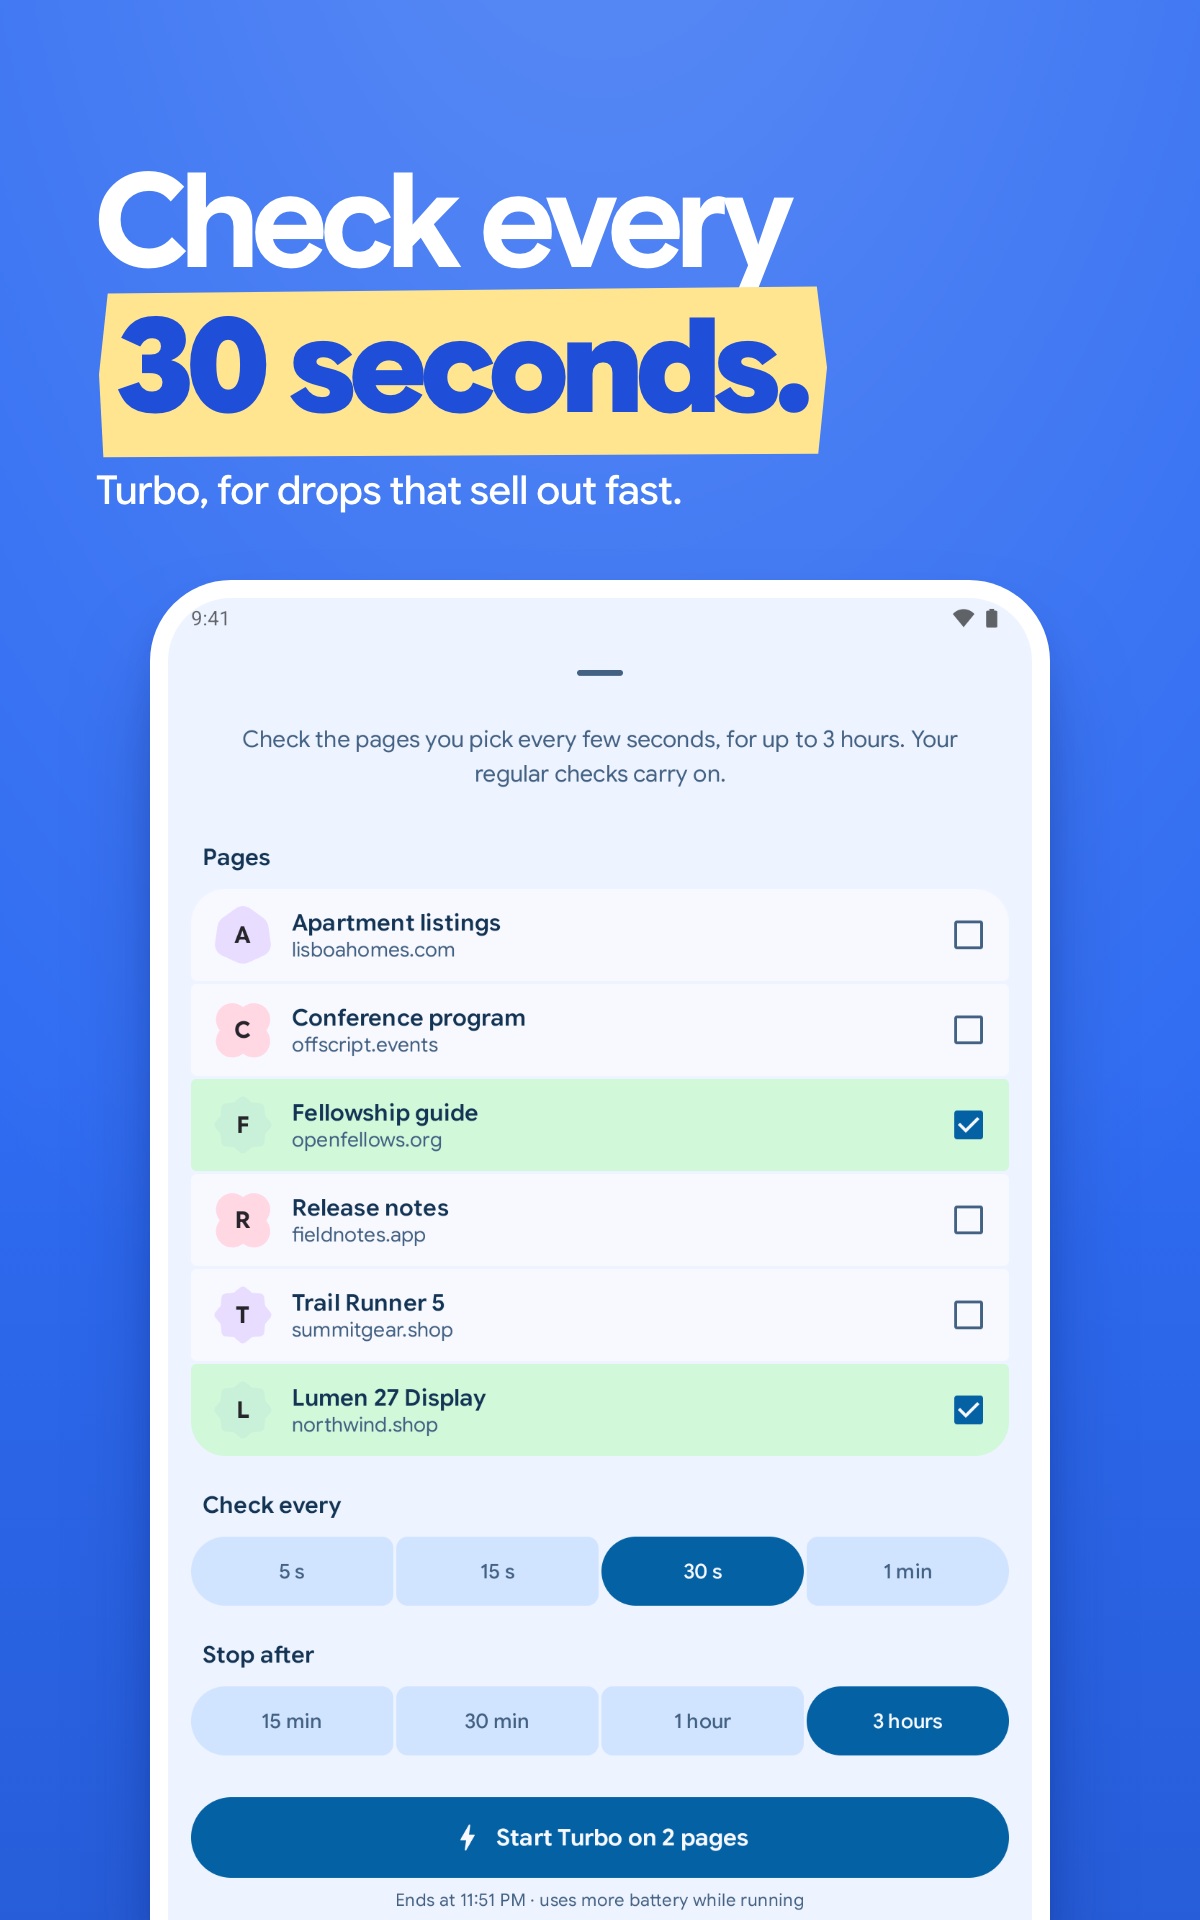 Check every
30 seconds.
Turbo, for drops that sell out fast.
9:41
Check the pages you pick every few seconds, for up to 3 hours. Your
regular checks carry on.
Pages
A
Apartment listings
lisboahomes.com
C
Conference program
offscript.events
F
Fellowship guide
openfellows.org
R
Release notes
fieldnotes.app
T
Trail Runner 5
summitgear.shop
L
Lumen 27 Display
northwind.shop
Check every
5 s 15 s 30 s 1 min
Stop after
15 min 30 min 1 hour 3 hours
Start Turbo on 2 pages
Ends at 11:51 PM · uses more battery while running